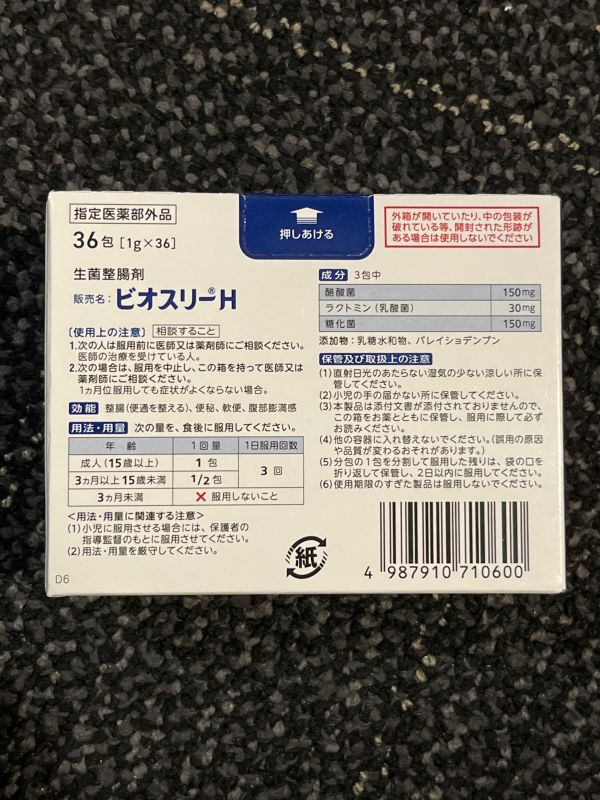 指定医薬部外品
36包[1g×36]
押しあける
外箱が開いていたり、中の包装が
破れている等、開封された形跡が
ある場合は使用しないでください
生菌整腸剤
販売名: ビオスリー®H
〔使用上の注意〕 相談すること
1.次の人は服用前に医師又は薬剤師にご相談ください。
医師の治療を受けている人。
2.次の場合は、服用を中止し、この箱を持って医師又は
薬剤師にご相談ください。
1ヵ月位服用しても症状がよくならない場合。
効能 整腸(便通を整える)、便秘、軟便、腹部膨満感
用法・用量 次の量を、食後に服用してください。
年齢 1回量 1日服用回数
成人(15歳以上) 1包 3回
3ヵ月以上15歳未満 1/2包
3ヵ月未満 ×服用しないこと
<用法・用量に関連する注意>
(1)小児に服用させる場合には、保護者の
指導監督のもとに服用させてください。
(2)用法・用量を厳守してください。
D6
成分 3包中
酪酸菌 150mg
ラクトミン(乳酸菌) 30mg
糖化菌 150mg
添加物:乳糖水和物、バレイショデンプン
保管及び取扱上の注意
(1)直射日光のあたらない湿気の少ない涼しい所に保
管してください。
(2)小児の手の届かない所に保管してください。
(3)本製品は添付文書が添付されておりませんので、
この箱をお薬とともに保管し、服用に際して必ず
お読みください。
(4)他の容器に入れ替えないでください。(誤用の原因
や品質が変わるおそれがあります。)
(5)分包の1包を分割して服用した残りは、袋の口を
折り返して保管し、2日以内に服用してください。
(6)使用期限のすぎた製品は服用しないでください。
紙
4 987910 710600